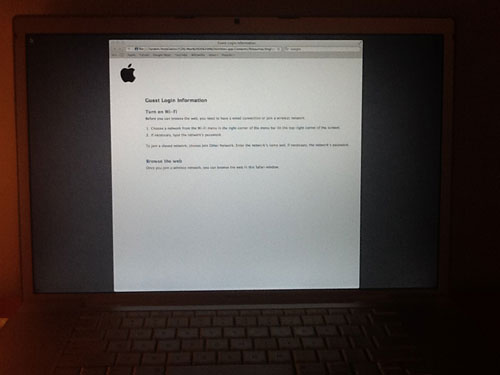 Guest Login Information
Guest Login Information
Turn on Wi-Fi
Before you can browse the web, you need to have a wired connection or join a wireless network.
1. Choose a network from the Wi-Fi menu in the right corner of the menu bar (in the top right corner of the screen).
2. If necessary, type the network's password.
To join a closed network, choose Join Other Network. Enter the network's name and, if necessary, the network's password.
Browse the web
Once you join a wireless network, you can browse the web in this Safari window.